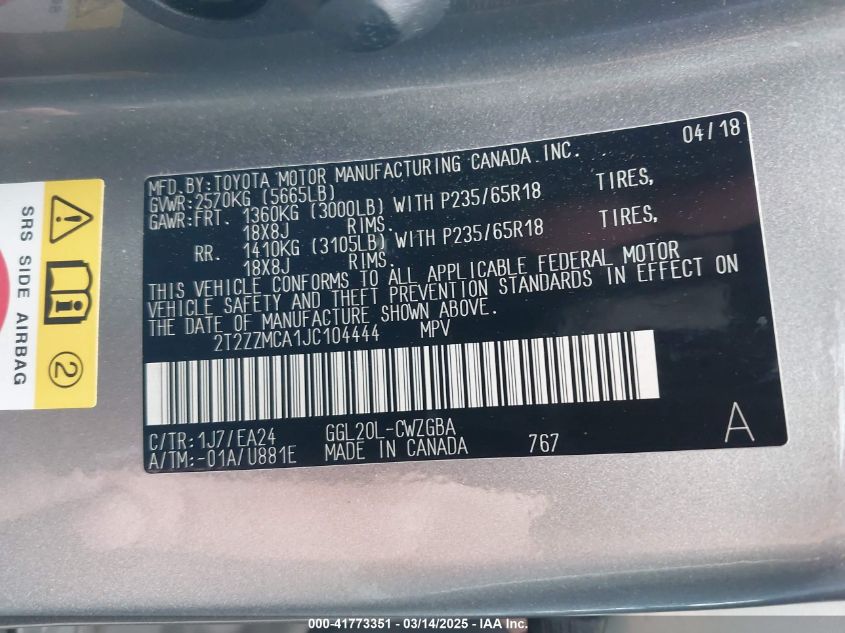 04/18
MFD.BY:TOYOTA MOTOR MANUFACTURING CANADA INC.
GVWR:2570KG (5665LB)
GAWR:FRT. 1360KG (3000LB) WITH P235/65R18 TIRES,
18X8J RIMS.
RR. 1410KG (3105LB) WITH P235/65R18 TIRES,
18X8J RIMS.
THIS VEHICLE CONFORMS TO ALL APPLICABLE FEDERAL MOTOR
VEHICLE SAFETY AND THEFT PREVENTION STANDARDS IN EFFECT ON
THE DATE OF MANUFACTURE SHOWN ABOVE.
2T2ZZMCA1JC104444 MPV
C/TR:1J7/EA24 GGL20L-CWZGBA
A/TM:-01A/U881E MADE IN CANADA 767
A
SRS SIDE AIRBAG
2
000-41773351 | 03/14/2025 | IAA Inc.